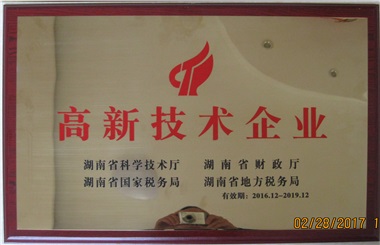 高新技术企业
湖南省科学技术厅 湖南省财政厅
湖南省国家税务局 湖南省地方税务局
有效期：2016.12-2019.12
02/28/2017